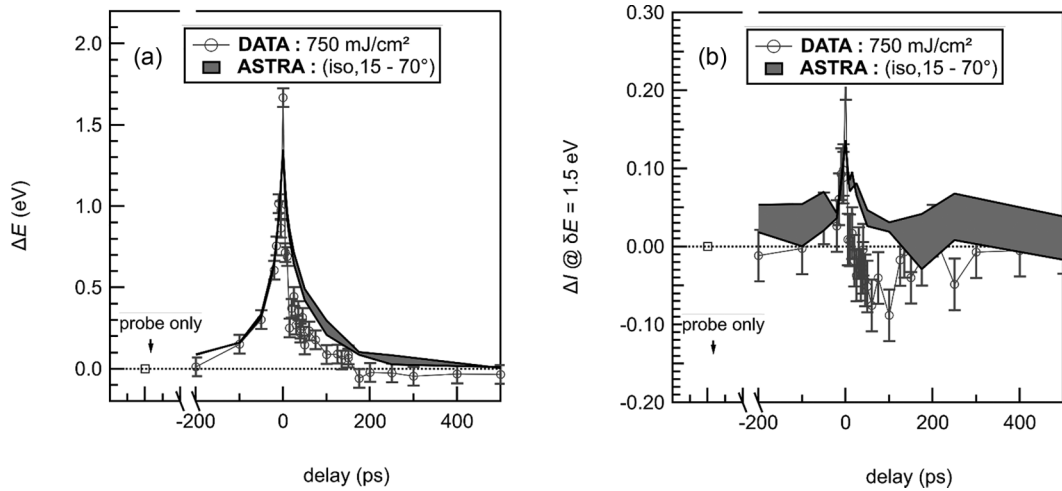 (a)
DATA : 750 mJ/cm²
ASTRA : (iso,15 - 70°)
2.0
1.5
1.0
0.5
0.0
ΔE (eV)
probe only
-200
0
200
400
delay (ps)
(b)
DATA : 750 mJ/cm²
ASTRA : (iso,15 - 70°)
0.30
0.20
0.10
0.00
-0.10
-0.20
ΔI @ δE = 1.5 eV
probe only
-200
0
200
400
delay (ps)